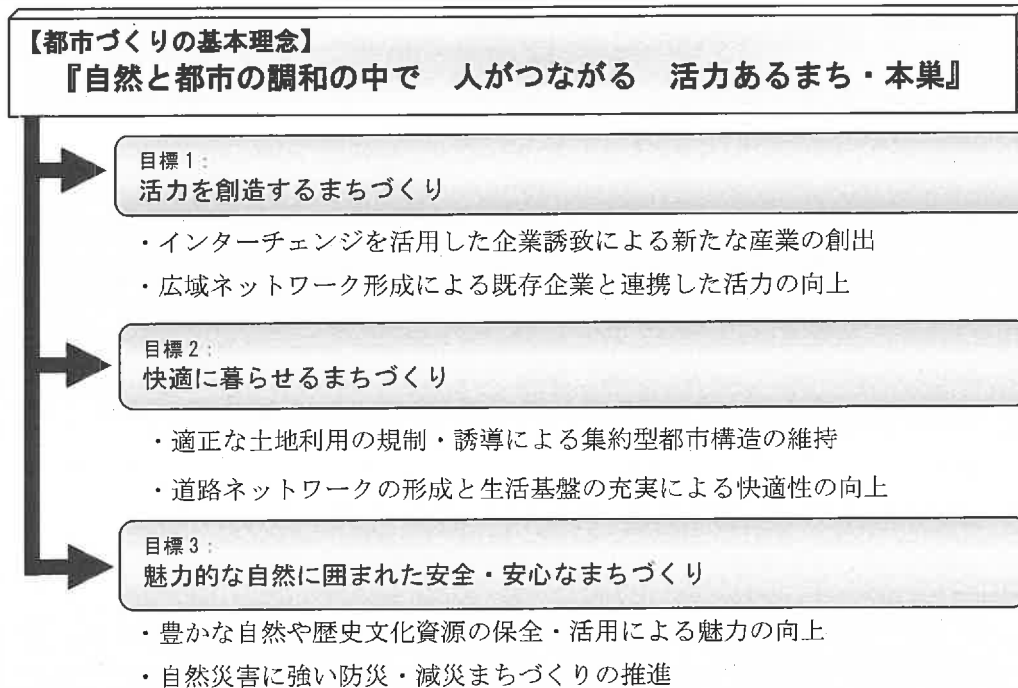 【都市づくりの基本理念】
『自然と都市の調和の中で　人がつながる　活力あるまち・本巣』
目標1：
活力を創造するまちづくり
・インターチェンジを活用した企業誘致による新たな産業の創出
・広域ネットワーク形成による既存企業と連携した活力の向上
目標2：
快適に暮らせるまちづくり
・適正な土地利用の規制・誘導による集約型都市構造の維持
・道路ネットワークの形成と生活基盤の充実による快適性の向上
目標3：
魅力的な自然に囲まれた安全・安心なまちづくり
・豊かな自然や歴史文化資源の保全・活用による魅力の向上
・自然災害に強い防災・減災まちづくりの推進